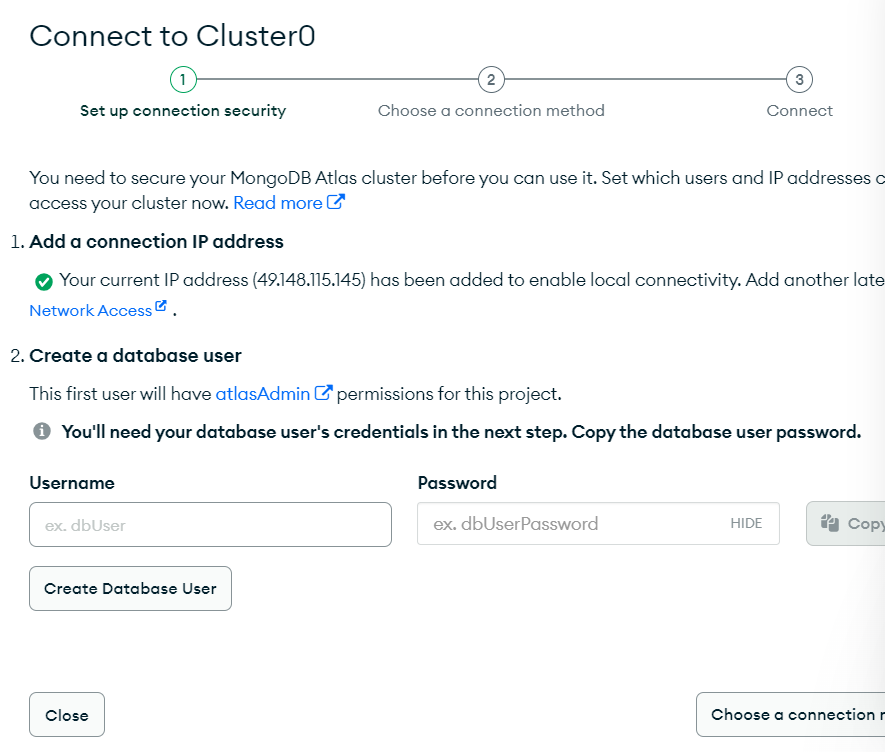 Connect to Cluster0
1 2 3
Set up connection security Choose a connection method Connect
You need to secure your MongoDB Atlas cluster before you can use it. Set which users and IP addresses
access your cluster now. Read more
1. Add a connection IP address
Your current IP address (49.148.115.145) has been added to enable local connectivity. Add another
Network Access .
2. Create a database user
This first user will have atlasAdmin permissions for this project.
You'll need your database user's credentials in the next step. Copy the database user password.
Username Password
ex. dbUser ex. dbUserPassword HIDE Copy
Create Database User
Close Choose a connection